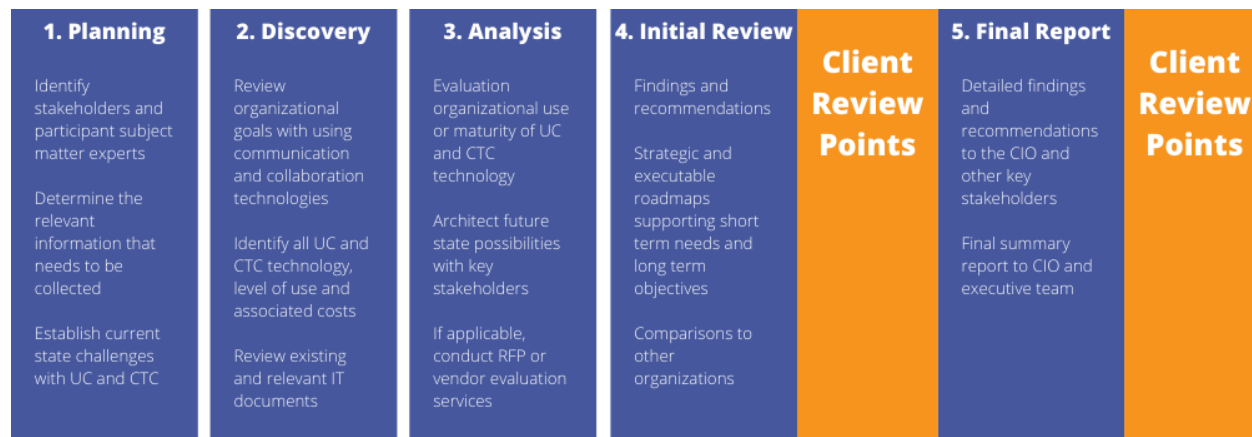 1. Planning
Identify
stakeholders and
participant subject
matter experts
Determine the
relevant
information that
needs to be
collected
Establish current
state challenges
with UC and CTC
2. Discovery
Review
organizational
goals with using
communication
and collaboration
technologies
Identify all UC and
CTC technology,
level of use and
associated costs
Review existing
and relevant IT
documents
3. Analysis
Evaluation
organizational use
or maturity of UC
and CTC
technology
Architect future
state possibilities
with key
stakeholders
If applicable,
conduct RFP or
vendor evaluation
services
4. Initial Review
Findings and
recommendations
Strategic and
executable
roadmaps
supporting short
term needs and
long term
objectives
Comparisons to
other
organizations
Client
Review
Points
5. Final Report
Detailed findings
and
recommendations
to the CIO and
other key
stakeholders
Final summary
report to CIO and
executive team
Client
Review
Points